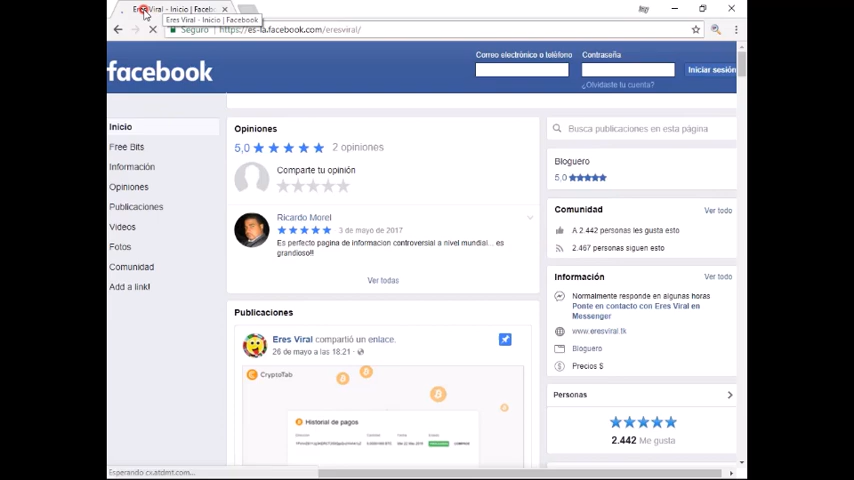 Eres Viral - Inicio | Faceb
Eres Viral - Inicio | Facebook
Seguro
https://es-la.facebook.com/eresviral/
facebook
Correo electrónico o teléfono
Contraseña
Iniciar sesión
¿Olvidaste tu cuenta?
Inicio
Free Bits
Información
Opiniones
Publicaciones
Videos
Fotos
Comunidad
Add a link!
Opiniones
5,0
2 opiniones
Comparte tu opinión
Ricardo Morel
3 de mayo de 2017
Es perfecto pagina de informacion controversial a nivel mundial... es
grandioso!!
Ver todas
Publicaciones
Eres Viral compartió un enlace.
26 de mayo a las 18:21
CryptoTab
Historial de pagos
Busca publicaciones en esta página
Bloguero
5,0
Comunidad
Ver todo
A 2.442 personas les gusta esto
2.467 personas siguen esto
Información
Ver todo
Normalmente responde en algunas horas
Ponte en contacto con Eres Viral en
Messenger
www.eresviral.tk
Bloguero
Precios $
Personas
2.442 Me gusta
Esperando cx.atdmt.com...